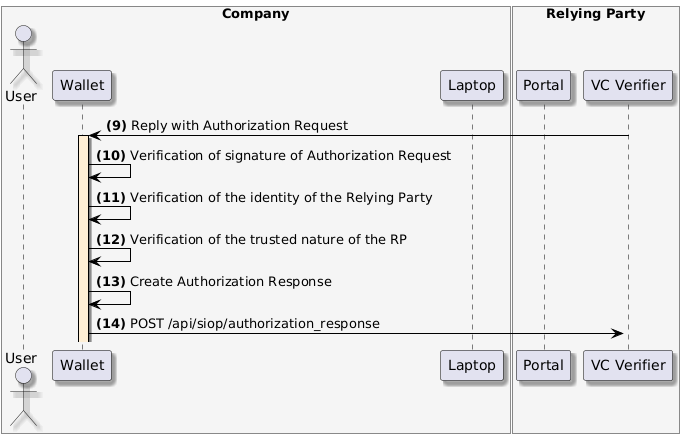 Company
Relying Party
User
Wallet
Laptop
Portal
VC Verifier
(9) Reply with Authorization Request
(10) Verification of signature of Authorization Request
(11) Verification of the identity of the Relying Party
(12) Verification of the trusted nature of the RP
(13) Create Authorization Response
(14) POST /api/siop/authorization_response
User
Wallet
Laptop
Portal
VC Verifier